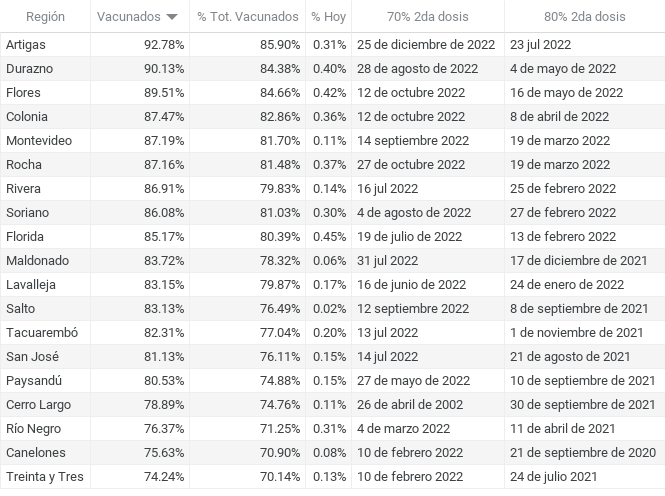 Región Vacunados % Tot. Vacunados % Hoy 70% 2da dosis 80% 2da dosis
Artigas 92.78% 85.90% 0.31% 25 de diciembre de 2022 23 jul 2022
Durazno 90.13% 84.38% 0.40% 28 de agosto de 2022 4 de mayo de 2022
Flores 89.51% 84.66% 0.42% 12 de octubre 2022 16 de mayo de 2022
Colonia 87.47% 82.86% 0.36% 12 de octubre 2022 8 de abril de 2022
Montevideo 87.19% 81.70% 0.11% 14 septiembre 2022 19 de marzo 2022
Rocha 87.16% 81.48% 0.37% 27 de octubre 2022 19 de marzo 2022
Rivera 86.91% 79.83% 0.14% 16 jul 2022 25 de febrero 2022
Soriano 86.08% 81.03% 0.30% 4 de agosto de 2022 27 de febrero 2022
Florida 85.17% 80.39% 0.45% 19 de julio de 2022 13 de febrero 2022
Maldonado 83.72% 78.32% 0.06% 31 jul 2022 17 de diciembre de 2021
Lavalleja 83.15% 79.87% 0.17% 16 de junio de 2022 24 de enero de 2022
Salto 83.13% 76.49% 0.02% 12 septiembre 2022 8 de septiembre de 2021
Tacuarembó 82.31% 77.04% 0.20% 13 jul 2022 1 de noviembre de 2021
San José 81.13% 76.11% 0.15% 14 jul 2022 21 de agosto de 2021
Paysandú 80.53% 74.88% 0.15% 27 de mayo de 2022 10 de septiembre de 2021
Cerro Largo 78.89% 74.76% 0.11% 26 de abril de 2002 30 de septiembre de 2021
Río Negro 76.37% 71.25% 0.31% 4 de marzo de 2022 11 de abril de 2021
Canelones 75.63% 70.90% 0.08% 10 de febrero de 2022 21 de septiembre de 2020
Treinta y Tres 74.24% 70.14% 0.13% 10 de febrero de 2022 24 de julio 2021